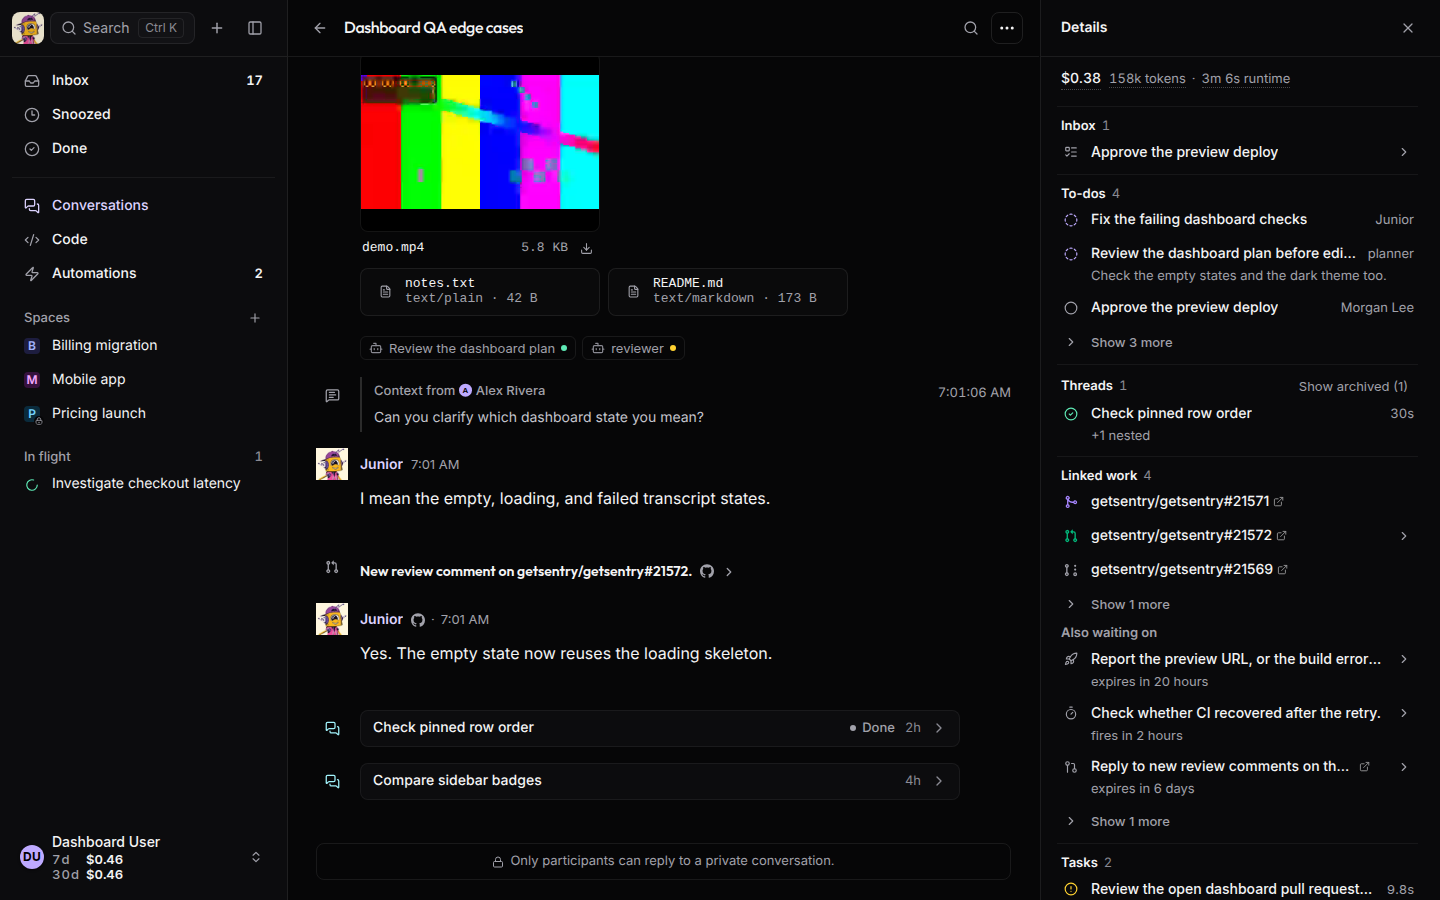 Search
Ctrl K
Inbox
17
Snoozed
Done
Conversations
Code
Automations
2
Spaces
B
Billing migration
M
Mobile app
P
Pricing launch
In flight
1
Investigate checkout latency
DU
Dashboard User
7d $0.46
30d $0.46
Dashboard QA edge cases
demo.mp4
5.8 KB
notes.txt
text/plain · 42 B
README.md
text/markdown · 173 B
Review the dashboard plan
reviewer
Context from A Alex Rivera
7:01:06 AM
Can you clarify which dashboard state you mean?
Junior 7:01 AM
I mean the empty, loading, and failed transcript states.
New review comment on getsentry/getsentry#21572.
Junior · 7:01 AM
Yes. The empty state now reuses the loading skeleton.
Check pinned row order
Done 2h
Compare sidebar badges
4h
Only participants can reply to a private conversation.
Details
$0.38 158k tokens · 3m 6s runtime
Inbox 1
Approve the preview deploy
To-dos 4
Fix the failing dashboard checks
Junior
Review the dashboard plan before edi...
planner
Check the empty states and the dark theme too.
Approve the preview deploy
Morgan Lee
Show 3 more
Threads 1
Show archived (1)
Check pinned row order
30s
+1 nested
Linked work 4
getsentry/getsentry#21571
getsentry/getsentry#21572
getsentry/getsentry#21569
Show 1 more
Also waiting on
Report the preview URL, or the build error...
expires in 20 hours
Check whether CI recovered after the retry.
fires in 2 hours
Reply to new review comments on th...
expires in 6 days
Show 1 more
Tasks 2
Review the open dashboard pull request...
9.8s